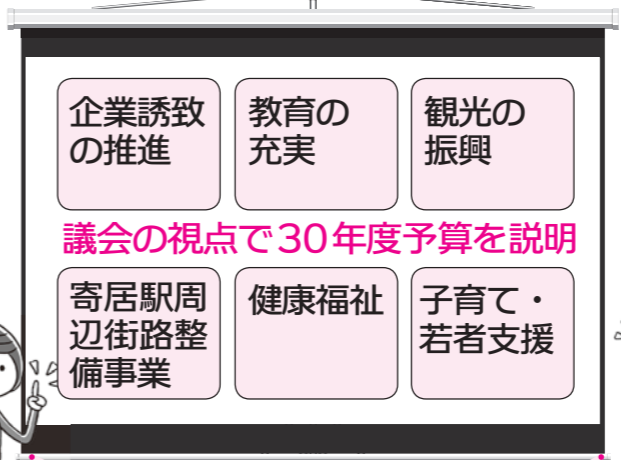 企業誘致
の推進
教育の
充実
観光の
振興
議会の視点で30年度予算を説明
寄居駅周
辺街路整
備事業
健康福祉
子育て・
若者支援